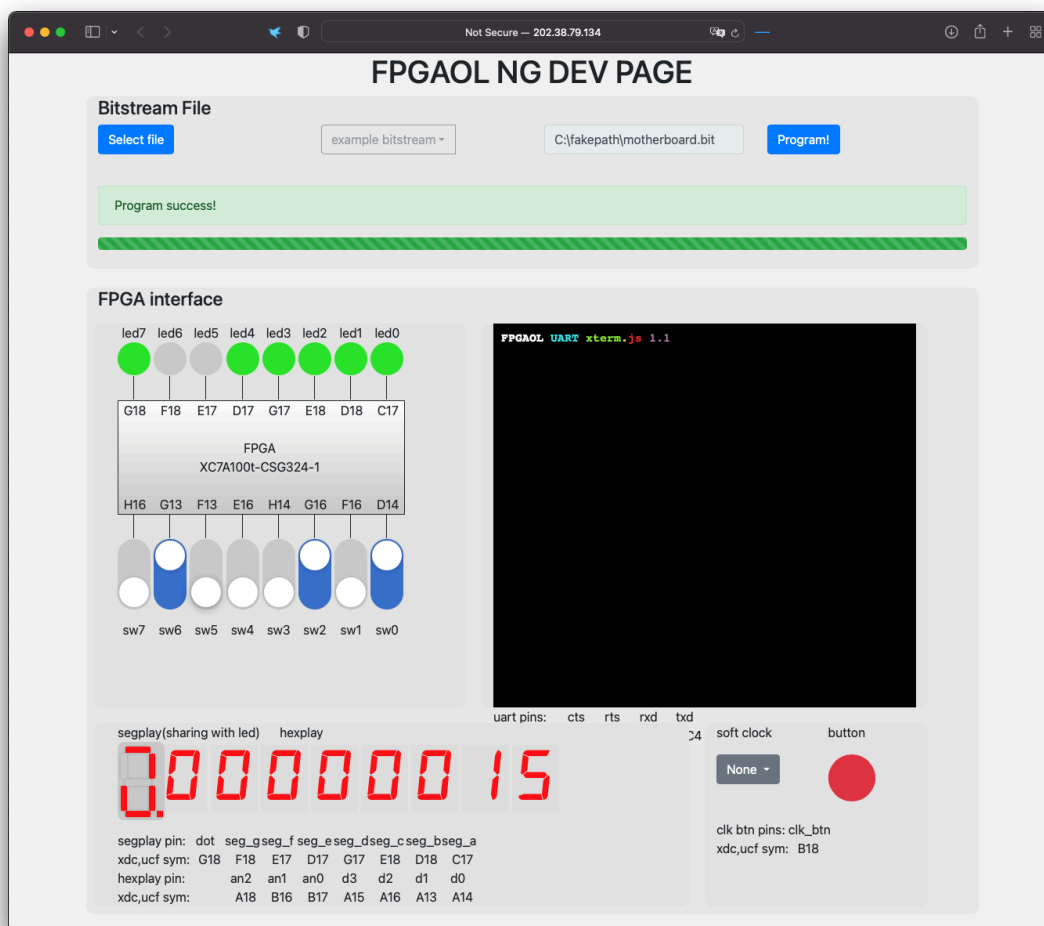 Not Secure — 202.38.79.134
FPGAOL NG DEV PAGE
Bitstream File
Select file
example bitstream
C:\fakepath\motherboard.bit
Program!
Program success!
FPGA interface
led7 led6 led5 led4 led3 led2 led1 led0
G18 F18 E17 D17 G17 E18 D18 C17
FPGA
XC7A100t-CSG324-1
H16 G13 F13 E16 H14 G16 F16 D14
sw7 sw6 sw5 sw4 sw3 sw2 sw1 sw0
FPGAOL UART xterm.js 1.1
uart pins: cts rts rxd txd
C4
segplay(sharing with led) hexplay
00000015
segplay pin: dot seg_g seg_f seg_e seg_d seg_c seg_b seg_a
xdc,ucf sym: G18 F18 E17 D17 G17 E18 D18 C17
hexplay pin: an2 an1 an0 d3 d2 d1 d0
xdc,ucf sym: A18 B16 B17 A15 A16 A13 A14
soft clock button
None
clk btn pins: clk_btn
xdc,ucf sym: B18